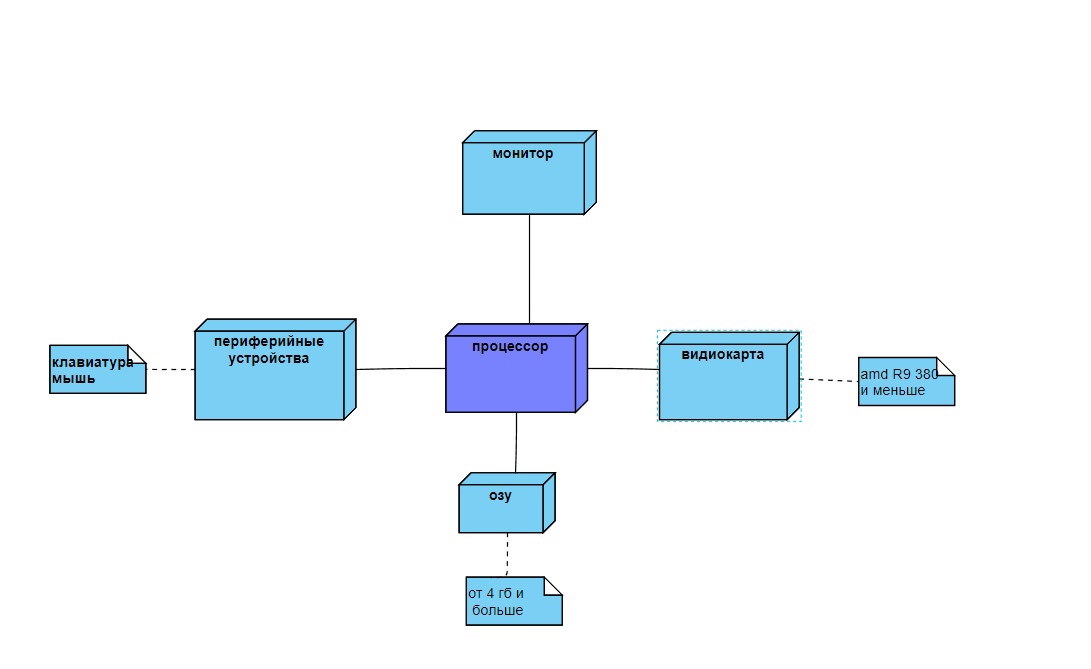 монитор
периферийные
устройства
процессор
видиокарта
клавиатура
мышь
amd R9 380
и меньше
озу
от 4 гб и
больше